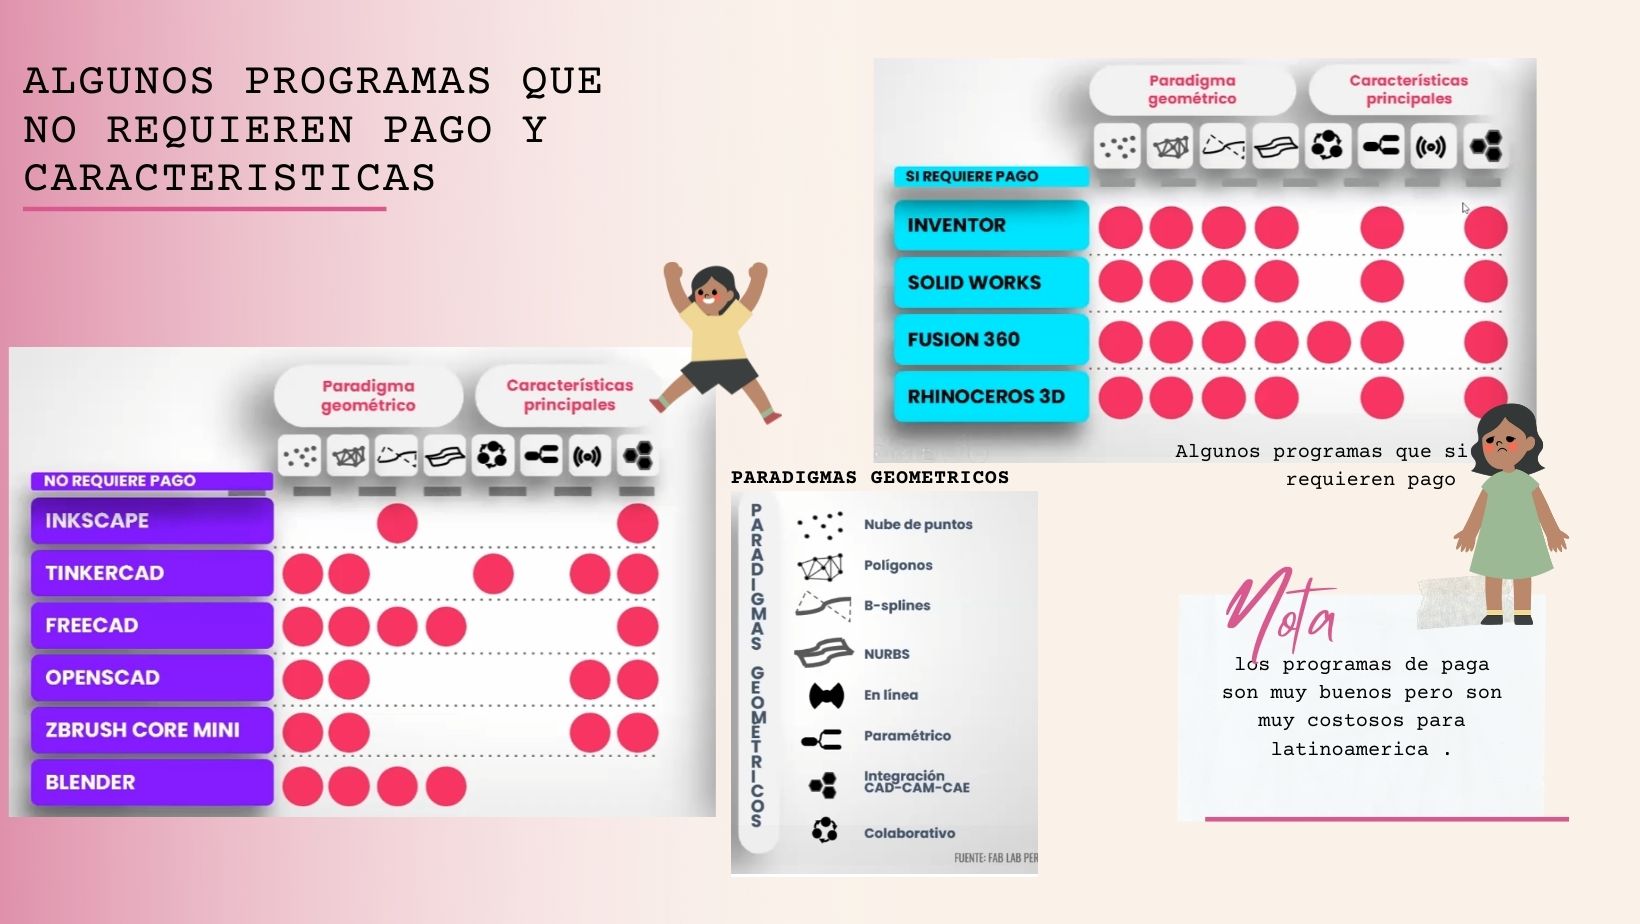 ALGUNOS PROGRAMAS QUE
NO REQUIEREN PAGO Y
CARACTERISTICAS
Paradigma
geométrico
Características
principales
NO REQUIERE PAGO
INKSCAPE
TINKERCAD
FREECAD
OPENSCAD
ZBRUSH CORE MINI
BLENDER
PARADIGMAS GEOMETRICOS
PARADIGMAS GEOMÉTRICOS
Nube de puntos
Polígonos
B-splines
NURBS
En línea
Paramétrico
Integración
CAD-CAM-CAE
Colaborativo
FUENTE: FAB LAB PER
Paradigma
geométrico
Características
principales
SI REQUIERE PAGO
INVENTOR
SOLID WORKS
FUSION 360
RHINOCEROS 3D
Algunos programas que si
requieren pago
Nota
los programas de paga
son muy buenos pero son
muy costosos para
latinoamerica .